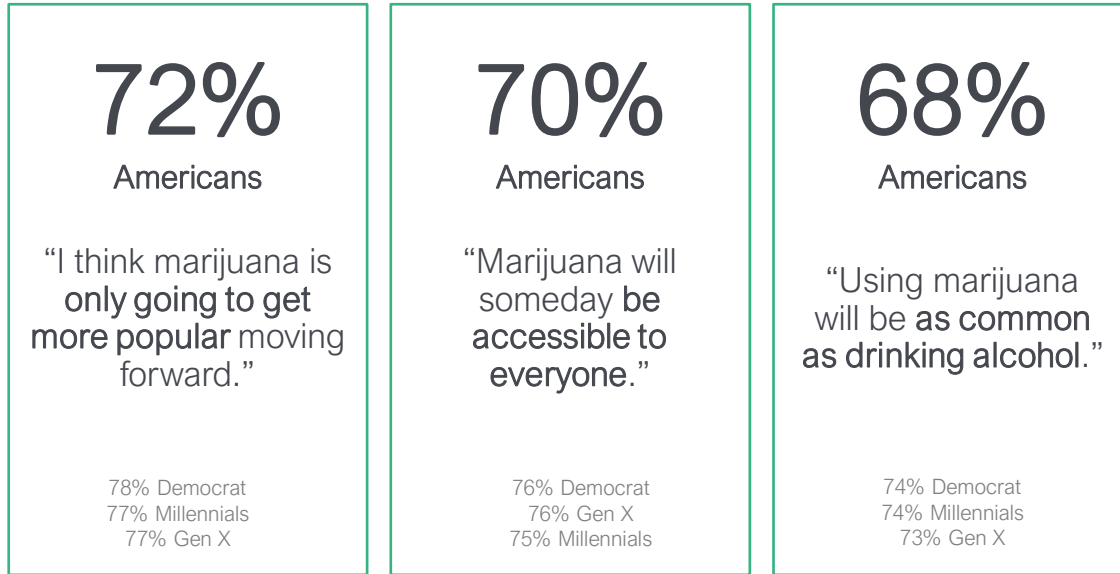 72%
Americans
“I think marijuana is
only going to get
more popular moving
forward.”
78% Democrat
77% Millennials
77% Gen X
70%
Americans
“Marijuana will
someday be
accessible to
everyone.”
76% Democrat
76% Gen X
75% Millennials
68%
Americans
“Using marijuana
will be as common
as drinking alcohol.”
74% Democrat
74% Millennials
73% Gen X